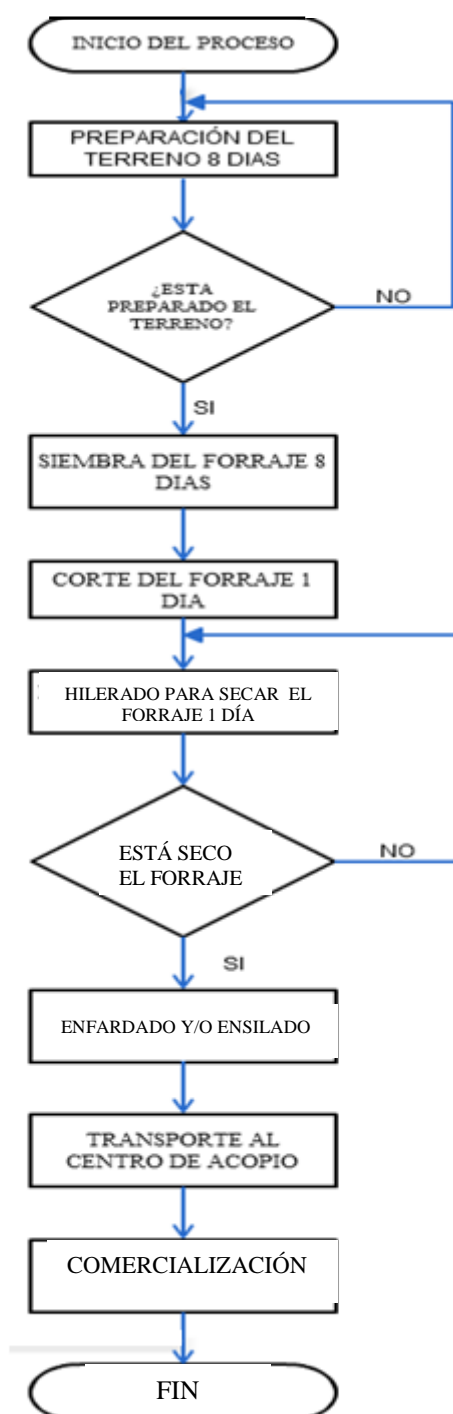 INICIO DEL PROCESO
PREPARACIÓN DEL
TERRENO 8 DIAS
¿ESTA
PREPARADO EL
TERRENO?
NO
SI
SIEMBRA DEL FORRAJE 8
DIAS
CORTE DEL FORRAJE 1
DIA
HILERADO PARA SECAR EL
FORRAJE 1 DÍA
ESTÁ SECO
EL FORRAJE
NO
SI
ENFARDADO Y/O ENSILADO
TRANSPORTE AL
CENTRO DE ACOPIO
COMERCIALIZACIÓN
FIN